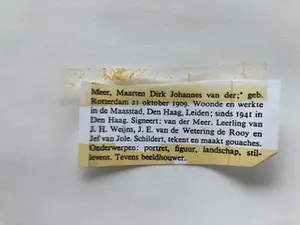 Meer, Maarten Dirk Johannes van der;* geb.
Rotterdam 21 oktober 1909. Woonde en werkte
in de Maasstad, Den Haag, Leiden; sinds 1941 in
Den Haag. Signeert: van der Meer. Leerling van
J. H. Weijns, J. E. van de Wetering de Rooy en
Jef van Jole. Schildert, tekent en maakt gouaches.
Onderwerpen: portret, figuur, landschap, stil-
levens. Tevens beeldhouwer.